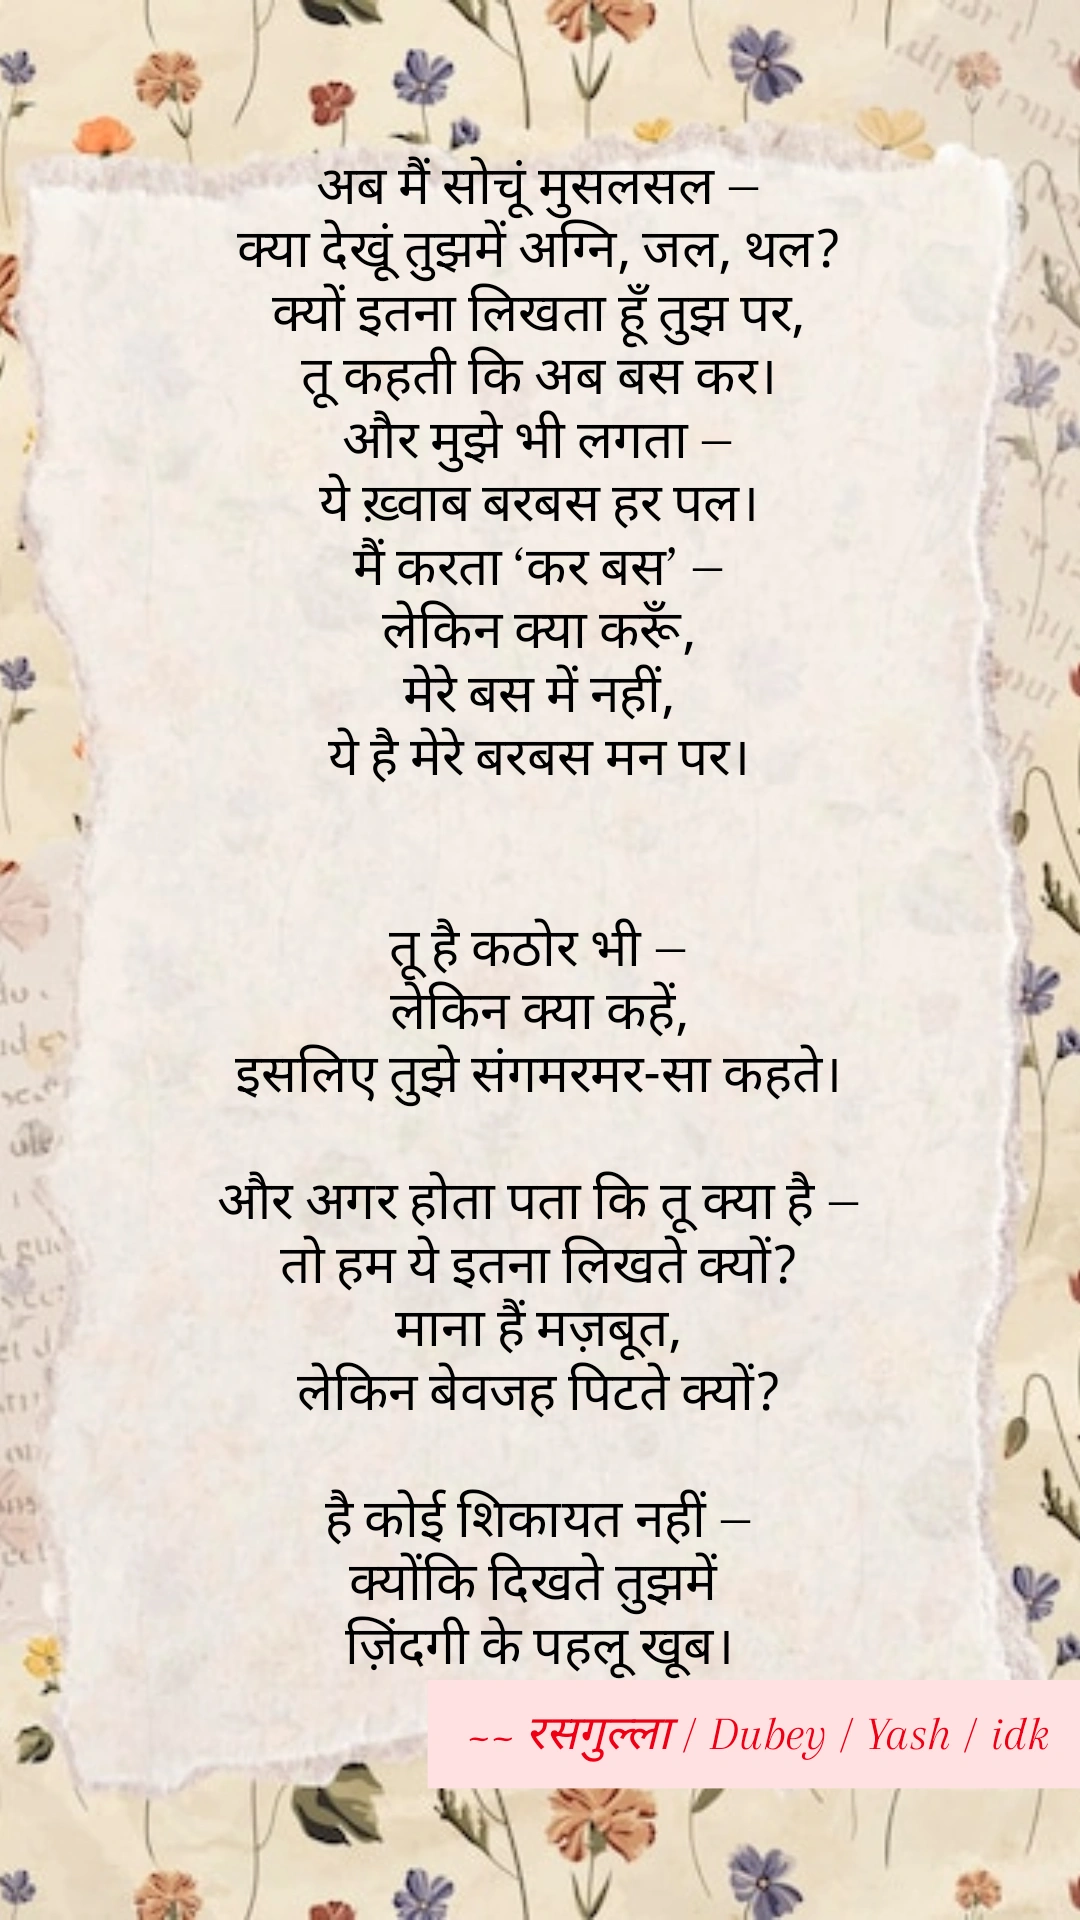 अब मैं सोचूं मुसलसल –
क्या देखूं तुझमें अग्नि, जल, थल?
क्यों इतना लिखता हूँ तुझ पर,
तू कहती कि अब बस कर।
और मुझे भी लगता –
ये ख़्वाब बरबस हर पल।
मैं करता ‘कर बस’ –
लेकिन क्या करूँ,
मेरे बस में नहीं,
ये है मेरे बरबस मन पर।
तू है कठोर भी –
लेकिन क्या कहें,
इसलिए तुझे संगमरमर-सा कहते।
और अगर होता पता कि तू क्या है –
तो हम ये इतना लिखते क्यों?
माना हैं मज़बूत,
लेकिन बेवजह पिटते क्यों?
है कोई शिकायत नहीं –
क्योंकि दिखते तुझमें
ज़िंदगी के पहलू खूब।
~~ रसगुल्ला / Dubey / Yash / idk